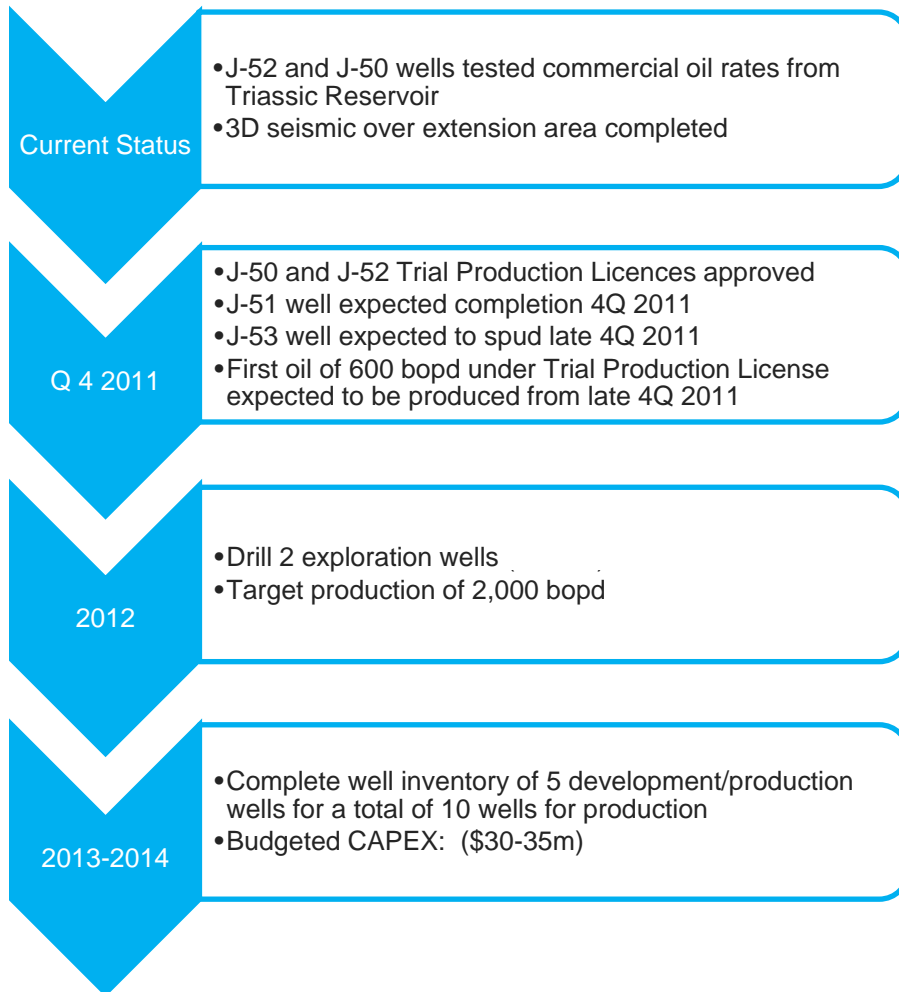 Current Status
•J-52 and J-50 wells tested commercial oil rates from
Triassic Reservoir
•3D seismic over extension area completed
Q 4 2011
•J-50 and J-52 Trial Production Licences approved
•J-51 well expected completion 4Q 2011
•J-53 well expected to spud late 4Q 2011
•First oil of 600 bopd under Trial Production License
expected to be produced from late 4Q 2011
2012
•Drill 2 exploration wells
•Target production of 2,000 bopd
2013-2014
•Complete well inventory of 5 development/production
wells for a total of 10 wells for production
•Budgeted CAPEX: ($30-35m)